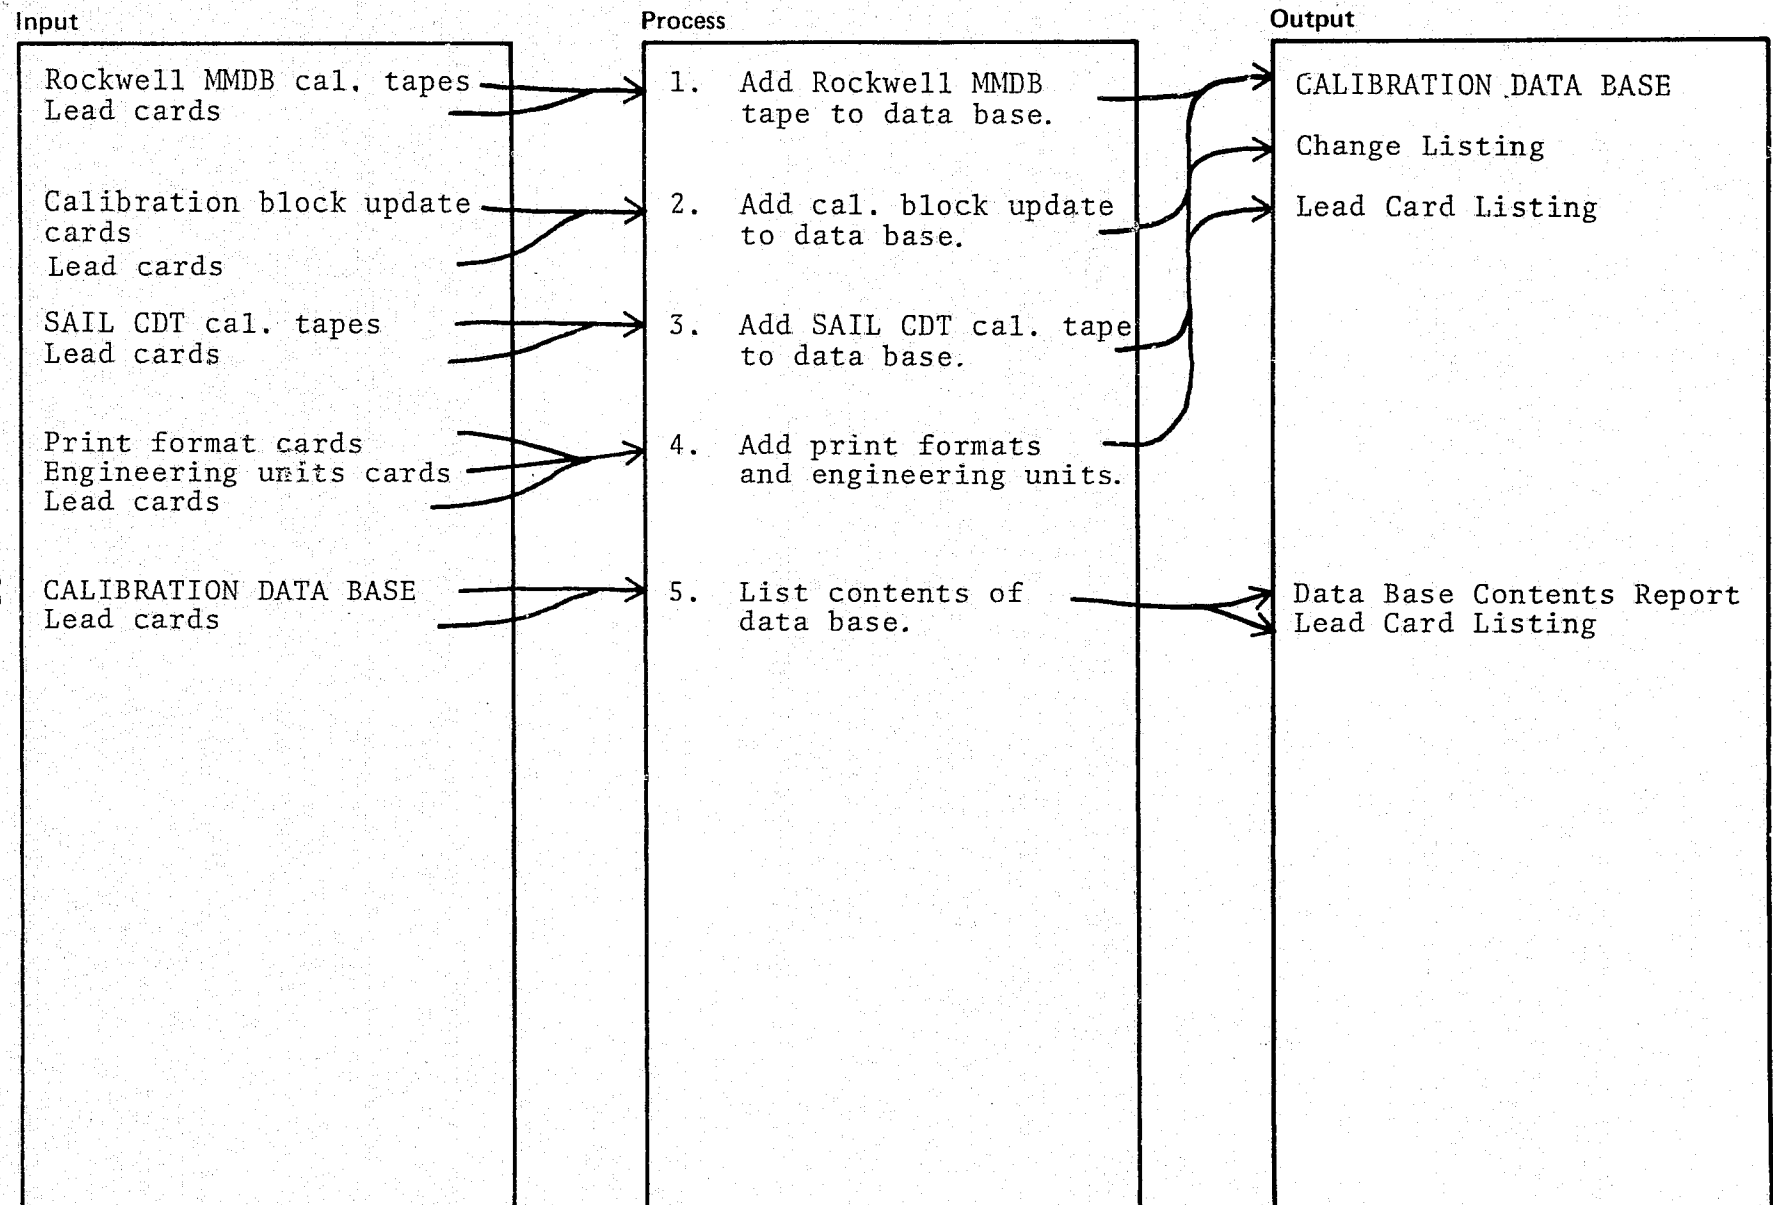 Input
Rockwell MMDB cal. tapes
Lead cards
Calibration block update
cards
Lead cards
SAIL CDT cal. tapes
Lead cards
Print format cards
Engineering units cards
Lead cards
CALIBRATION DATA BASE
Lead cards
Process
1. Add Rockwell MMDB
tape to data base.
2. Add cal. block update
to data base.
3. Add SAIL CDT cal. tape
to data base.
4. Add print formats
and engineering units.
5. List contents of
data base.
Output
CALIBRATION DATA BASE
Change Listing
Lead Card Listing
Data Base Contents Report
Lead Card Listing